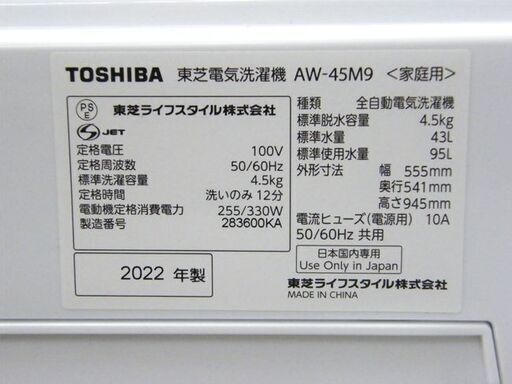 TOSHIBA 東芝電気洗濯機 AW-45M9 <家庭用>
PS
E
東芝ライフスタイル株式会社
S JET
定格電圧 100V
定格周波数 50/60Hz
標準洗濯容量 4.5kg
定格時間 洗いのみ 12分
電動機定格消費電力 255/330W
製造番号 283600KA
2022 年製
種類 全自動電気洗濯機
標準脱水容量 4.5kg
標準水量 43L
標準使用水量 95L
外形寸法 幅 555mm
奥行541mm
高さ945mm
電流ヒューズ(電源用) 10A
50/60Hz 共用
日本国内専用
Use Only in Japan
東芝ライフスタイル株式会社
MADE IN CHINA